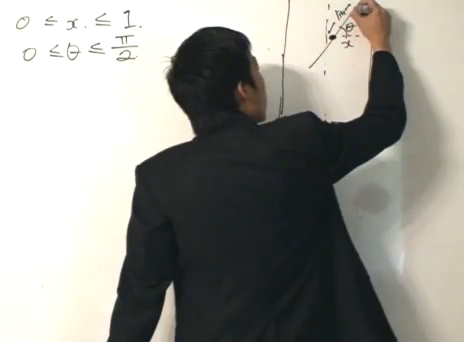 0 ≤ x ≤ 1.
0 ≤ θ ≤ π/2.
θ
x